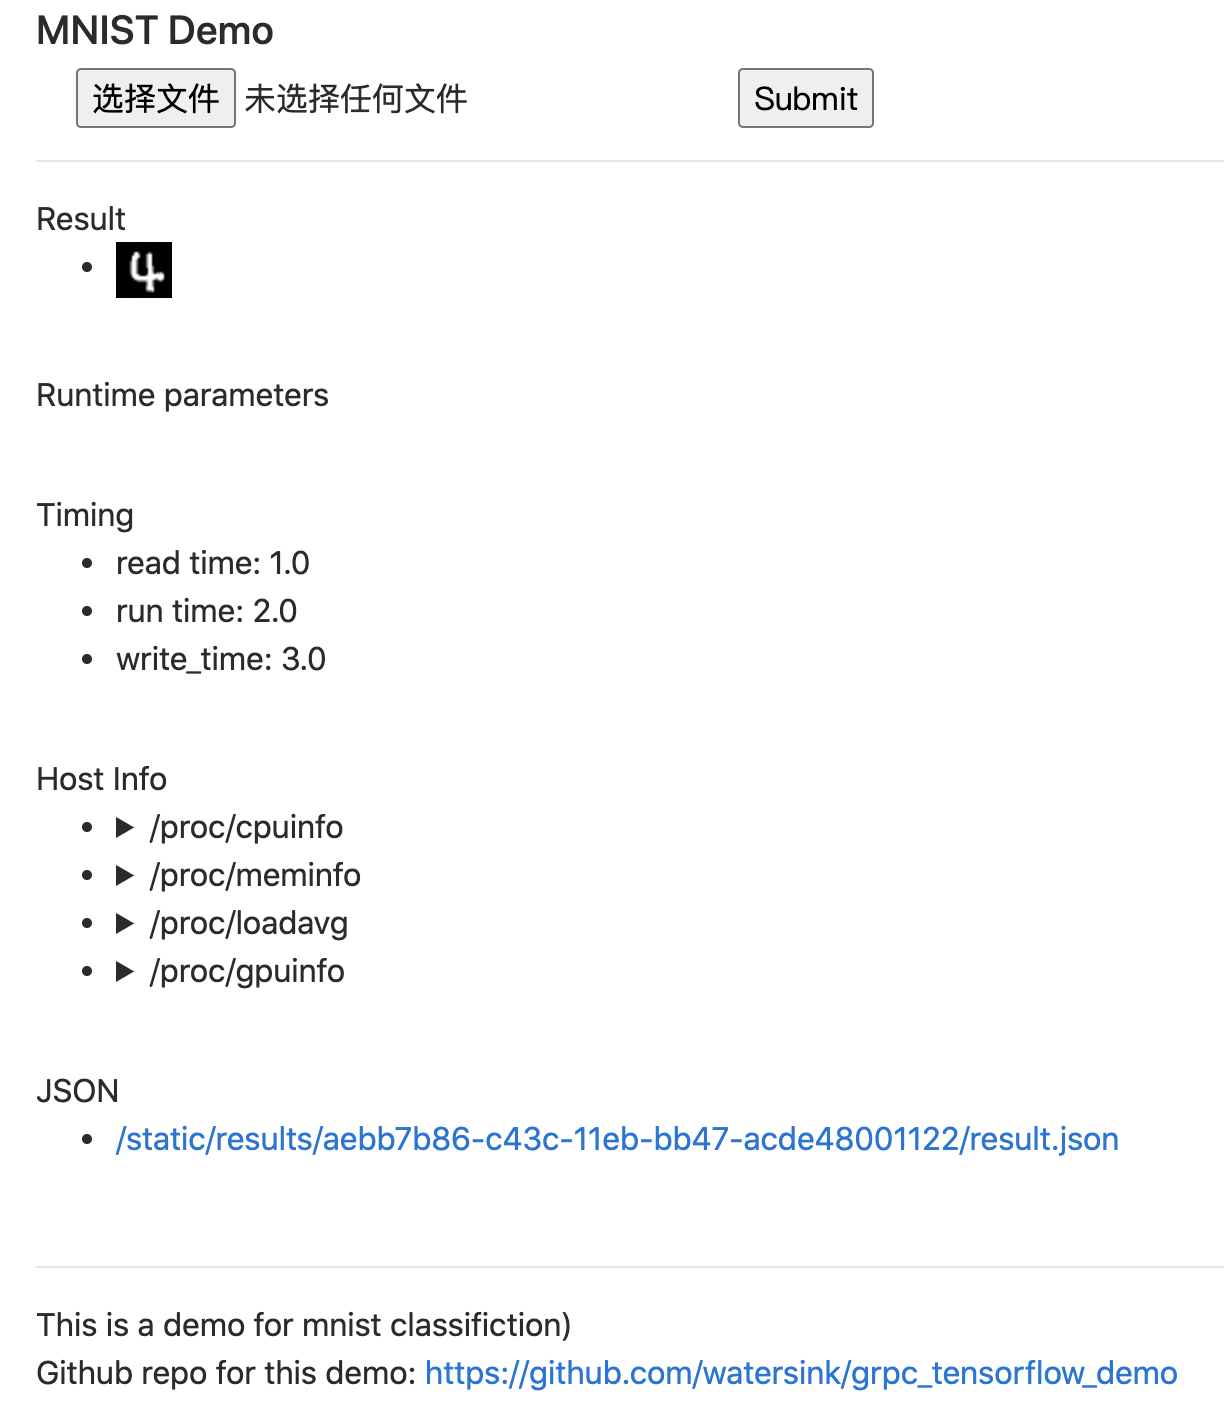 MNIST Demo
选择文件 未选择任何文件 Submit
Result
4
Runtime parameters
Timing
read time: 1.0
run time: 2.0
write_time: 3.0
Host Info
/proc/cpuinfo
/proc/meminfo
/proc/loadavg
/proc/gpuinfo
JSON
/static/results/aebb7b86-c43c-11eb-bb47-acde48001122/result.json
This is a demo for mnist classifiction)
Github repo for this demo: https://github.com/watersink/grpc_tensorflow_demo